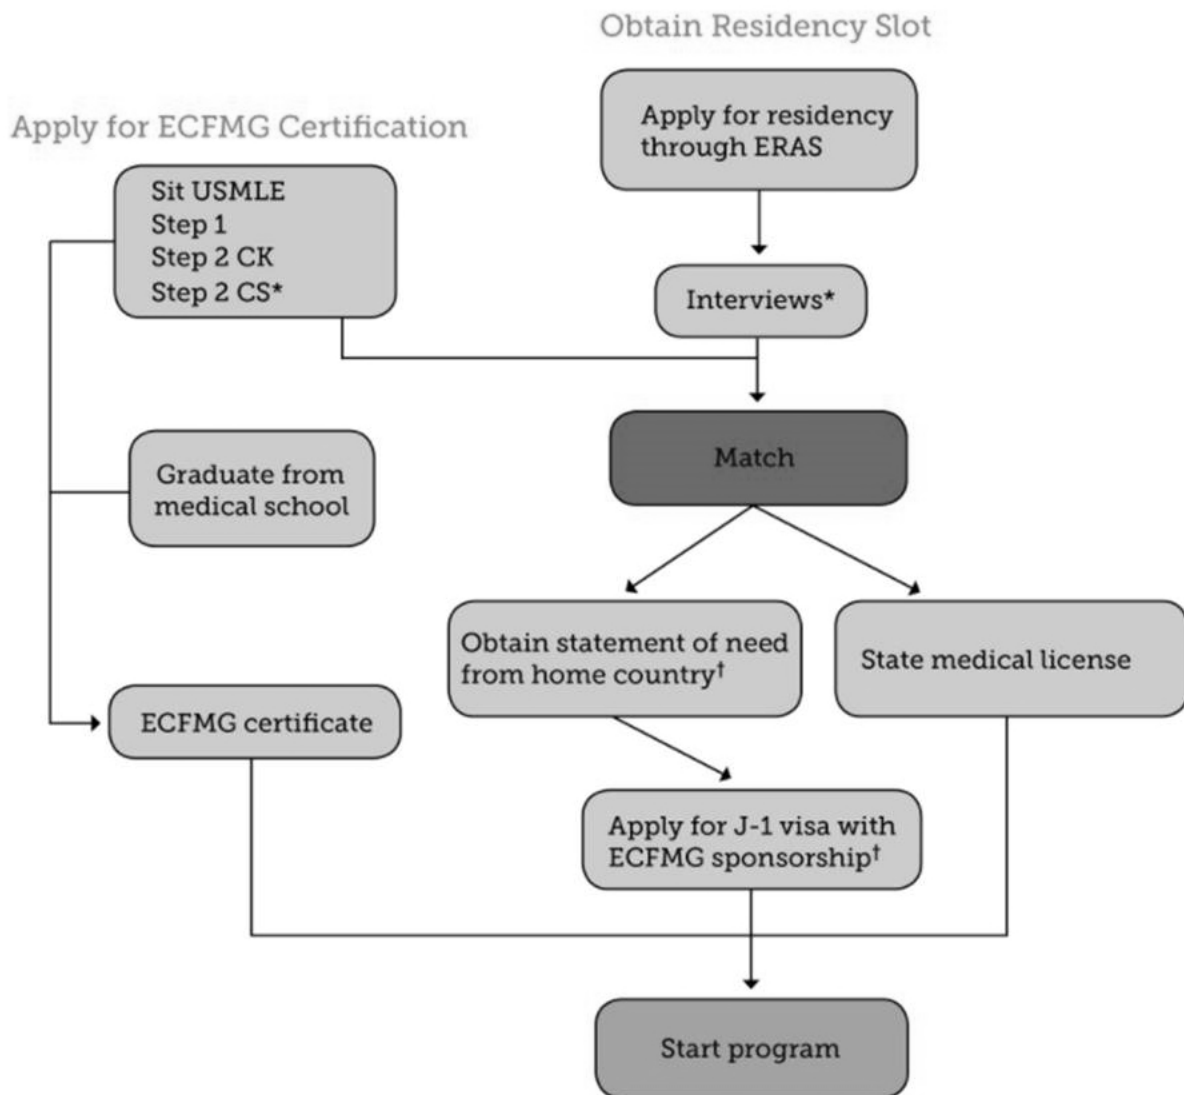 Obtain Residency Slot
Apply for residency
through ERAS
Apply for ECFMG Certification
Sit USMLE
Step 1
Step 2 CK
Step 2 CS*
Interviews*
Match
Graduate from
medical school
Obtain statement of need
from home country†
State medical license
ECFMG certificate
Apply for J-1 visa with
ECFMG sponsorship†
Start program